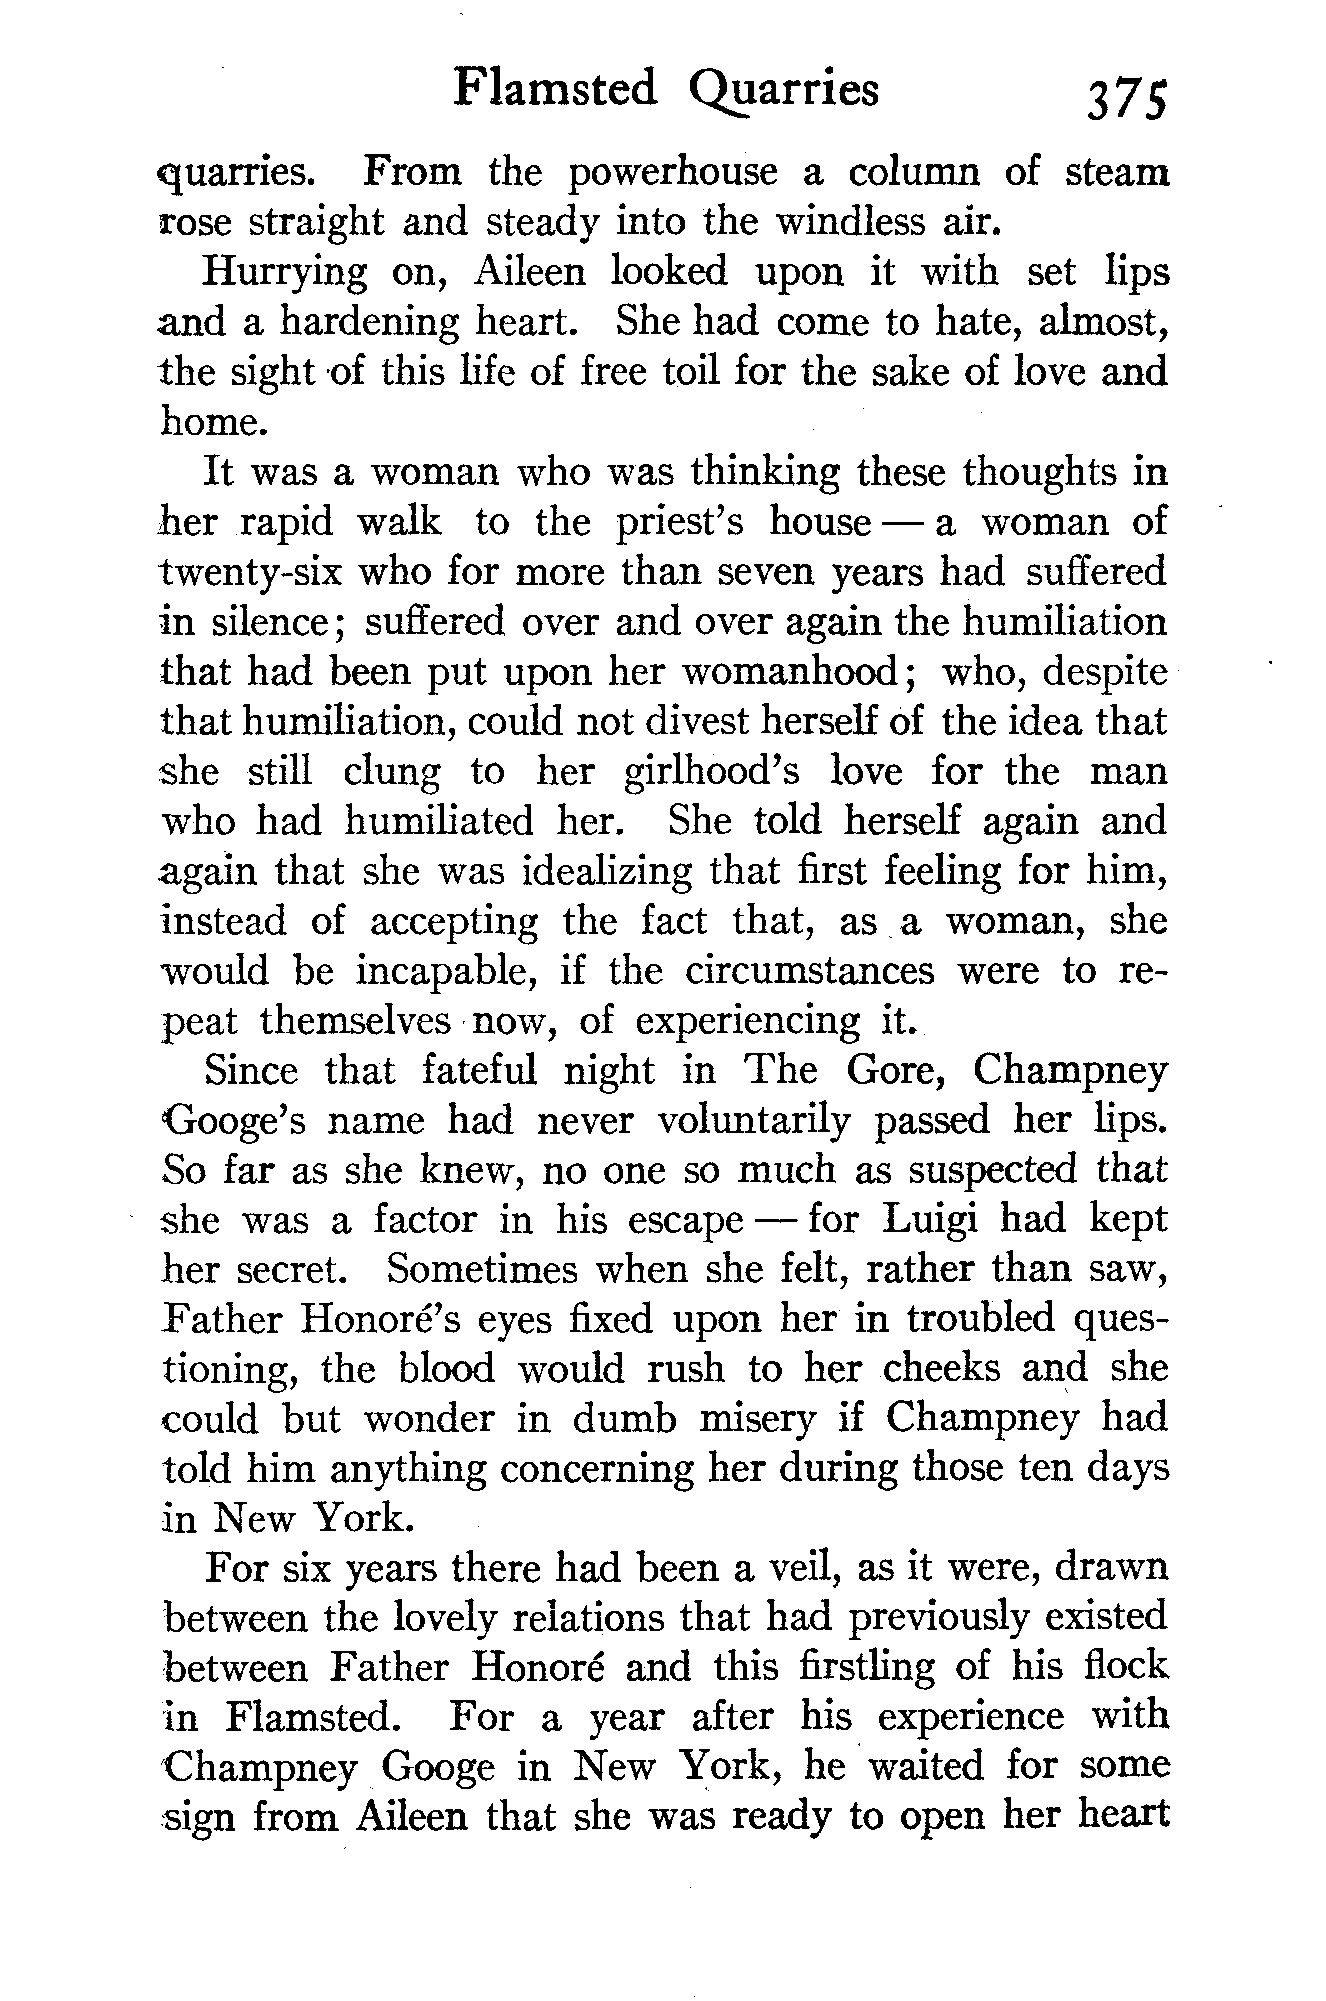 Flamsted Quarries 375
quarries. From the powerhouse a column of steam
rose straight and steady into the windless air.
Hurrying on, Aileen looked upon it with set lips
and a hardening heart. She had come to hate, almost,
the sight of this life of free toil for the sake of love and
home.
It was a woman who was thinking these thoughts in
her rapid walk to the priest's house — a woman of
twenty-six who for more than seven years had suffered
in silence; suffered over and over again the humiliation
that had been put upon her womanhood; who, despite
that humiliation, could not divest herself of the idea that
she still clung to her girlhood's love for the man
who had humiliated her. She told herself again and
again that she was idealizing that first feeling for him,
instead of accepting the fact that, as a woman, she
would be incapable, if the circumstances were to re-
peat themselves now, of experiencing it.
Since that fateful night in The Gore, Champney
Googe's name had never voluntarily passed her lips.
So far as she knew, no one so much as suspected that
she was a factor in his escape — for Luigi had kept
her secret. Sometimes when she felt, rather than saw,
Father Honoré's eyes fixed upon her in troubled ques-
tioning, the blood would rush to her cheeks and she
could but wonder in dumb misery if Champney had
told him anything concerning her during those ten days
in New York.
For six years there had been a veil, as it were, drawn
between the lovely relations that had previously existed
between Father Honoré and this firstling of his flock
in Flamsted. For a year after his experience with
Champney Googe in New York, he waited for some
sign from Aileen that she was ready to open her heart